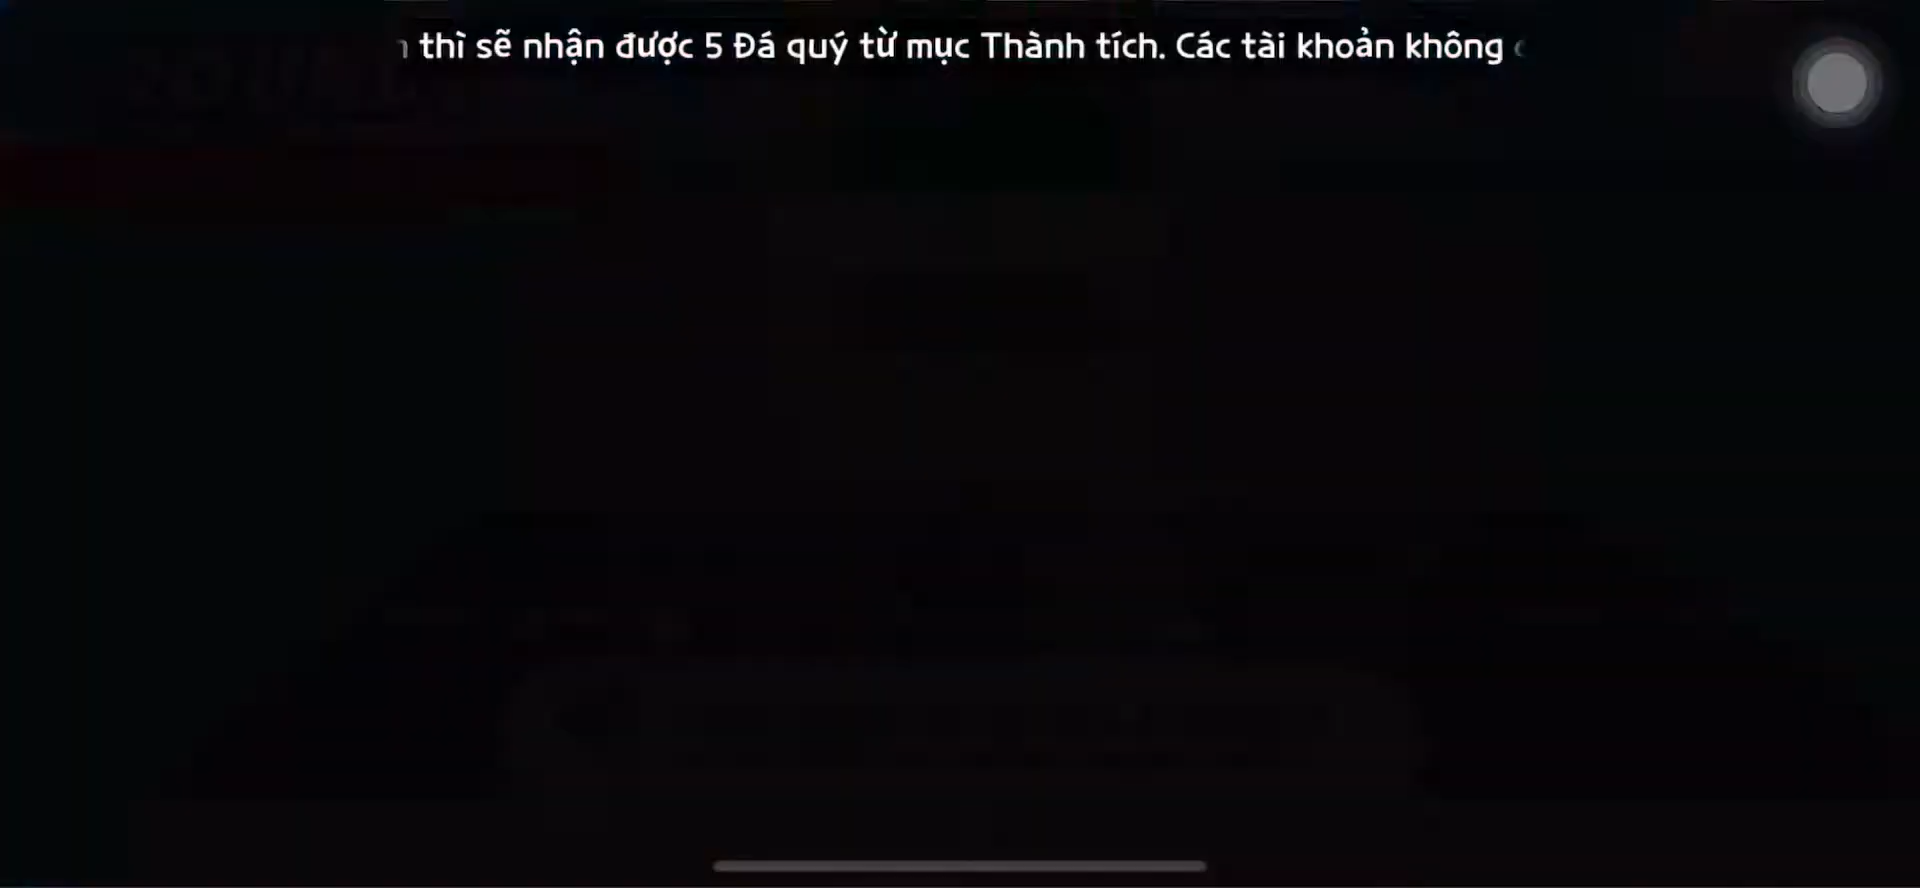 thì sẽ nhận được 5 Đá quý từ mục Thành tích. Các tài khoản không